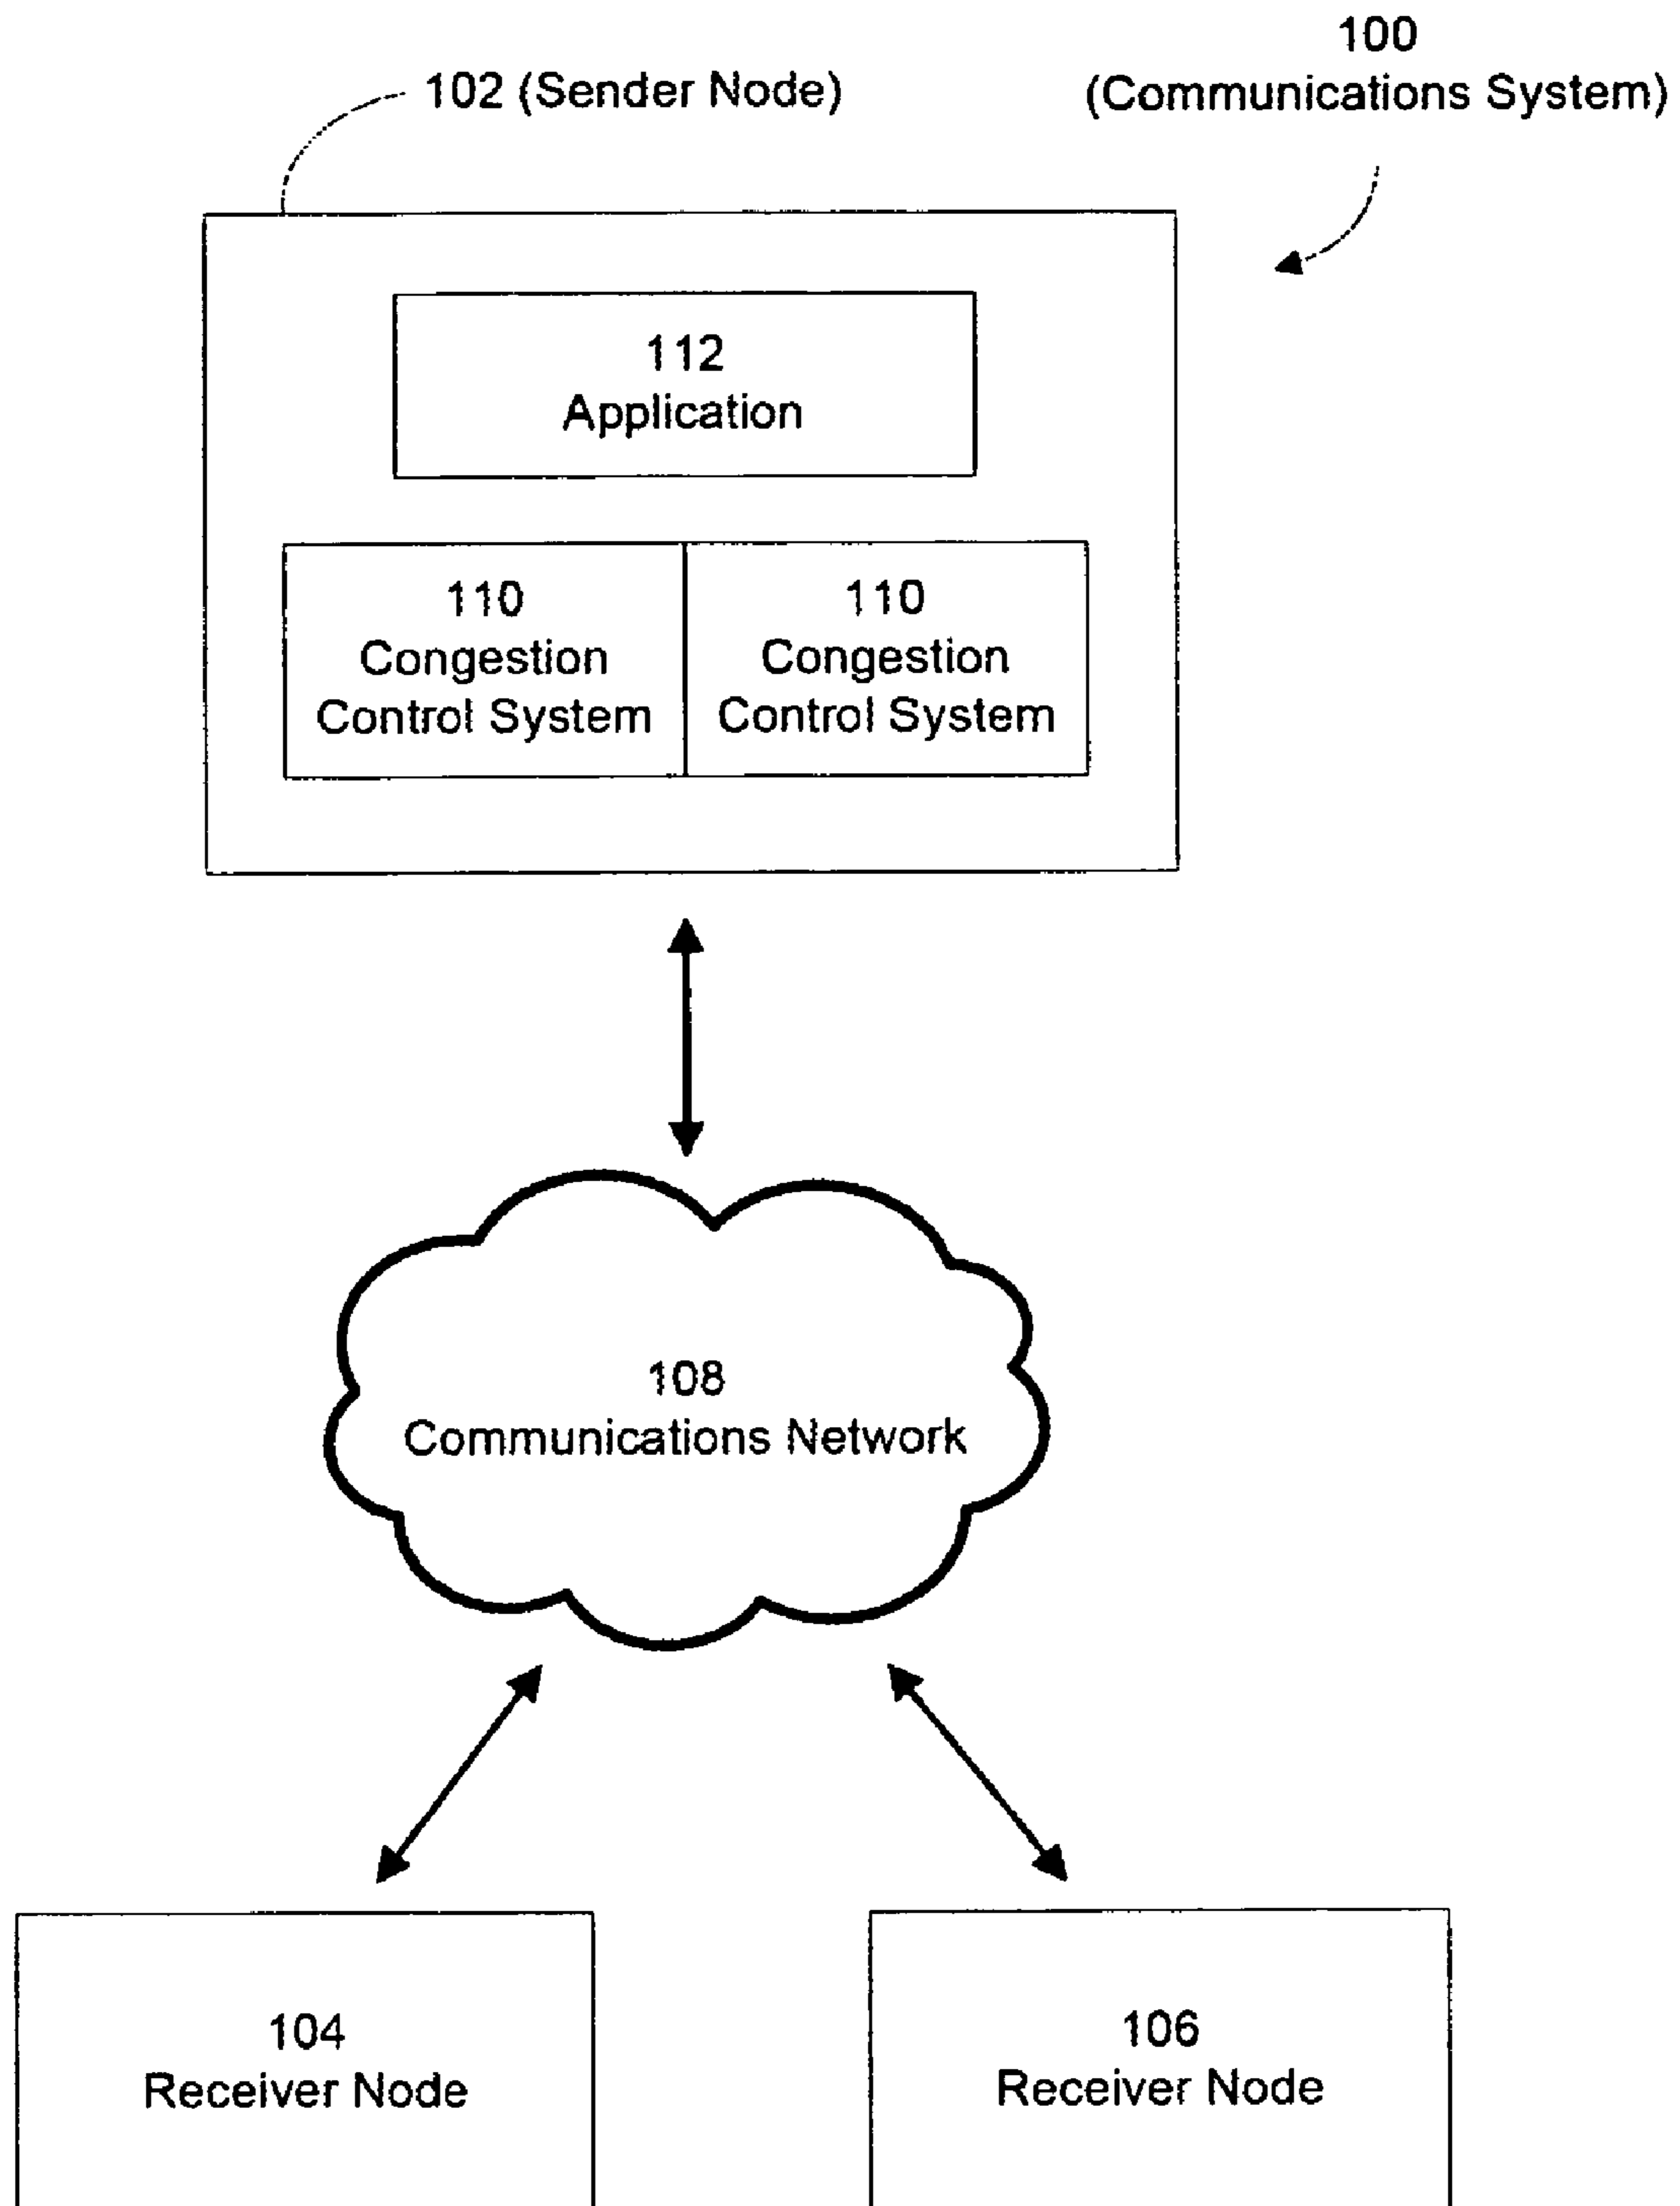 100
(Communications System)
102 (Sender Node)
112
Application
110
Congestion
Control System
110
Congestion
Control System
108
Communications Network
104
Receiver Node
106
Receiver Node